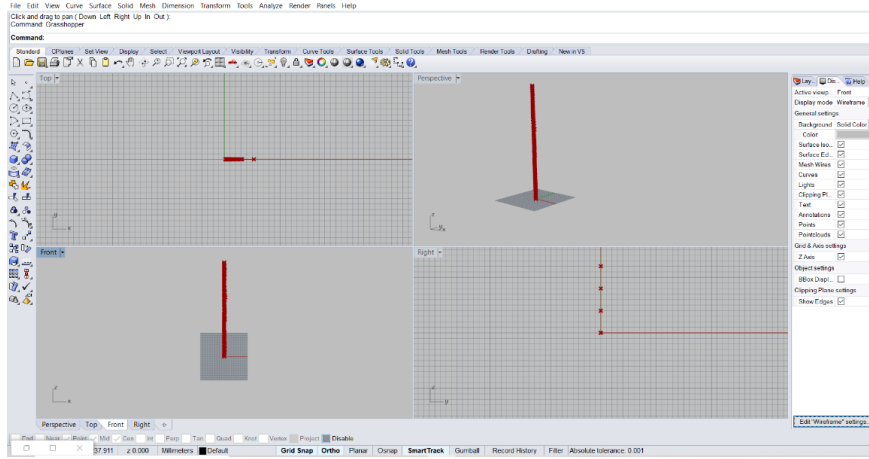 File Edit View Curve Surface Solid Mesh Dimension Transform Tools Analyze Render Panels Help
Click and drag to pan ( Down Left Right Up In Out ):
Command: Grasshopper
Command:
Standard CPlanes Set View Display Select Viewport Layout Visibility Transform Curve Tools Surface Tools Solid Tools Mesh Tools Render Tools Drafting New in V5
Top
Perspective
Lay... Dis... Help
Active viewp... Front
Display mode Wireframe
General settings
Background Solid Color
Color
Surface Iso...
Surface Ed...
Mesh Wires
Curves
Lights
Clipping Pl...
Text
Annotations
Points
Pointclouds
Grid & Axis settings
Z Axis
Object settings
BBox Displ...
Clipping Plane settings
Show Edges
y
x
z
y
x
Front
Right
z
x
z
y
Edit "Wireframe" settings...
Perspective Top Front Right
End Near Point Mid Cen Int Perp Tan Quad Knot Vertex Project Disable
37.911 z 0.000 Millimeters Default Grid Snap Ortho Planar Osnap SmartTrack Gumball Record History Filter Absolute tolerance: 0.001